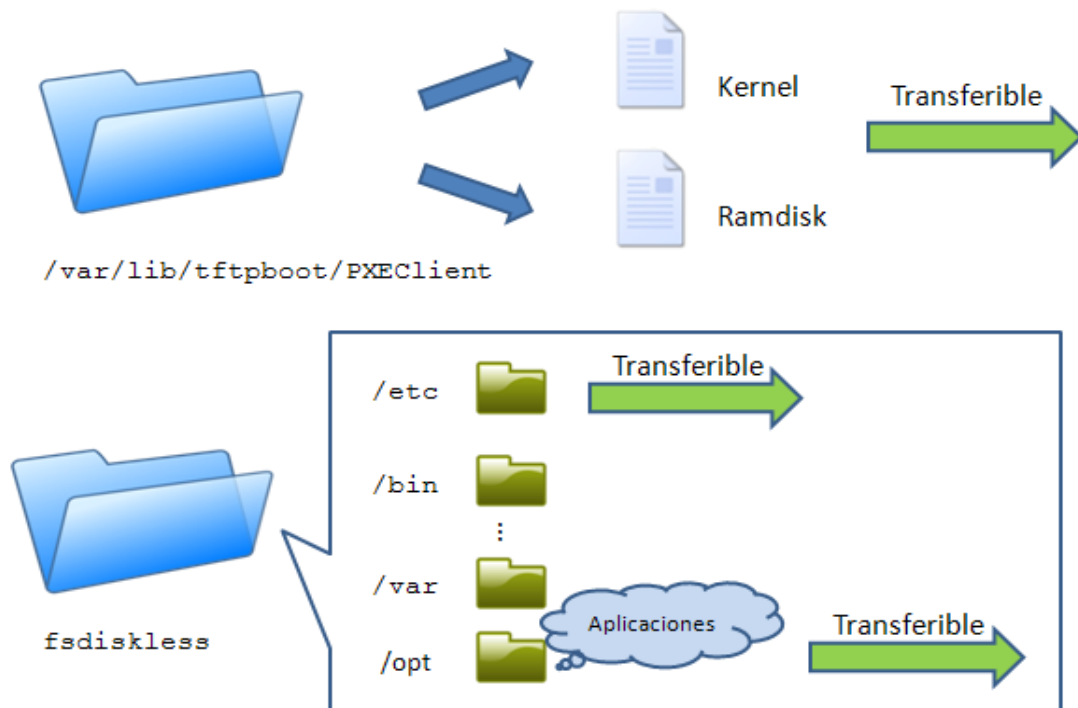 Kernel
Transferible
Ramdisk
/var/lib/tftpboot/PXEClient
/etc
Transferible
/bin
⋮
/var
Aplicaciones
/opt
Transferible
fsdiskless